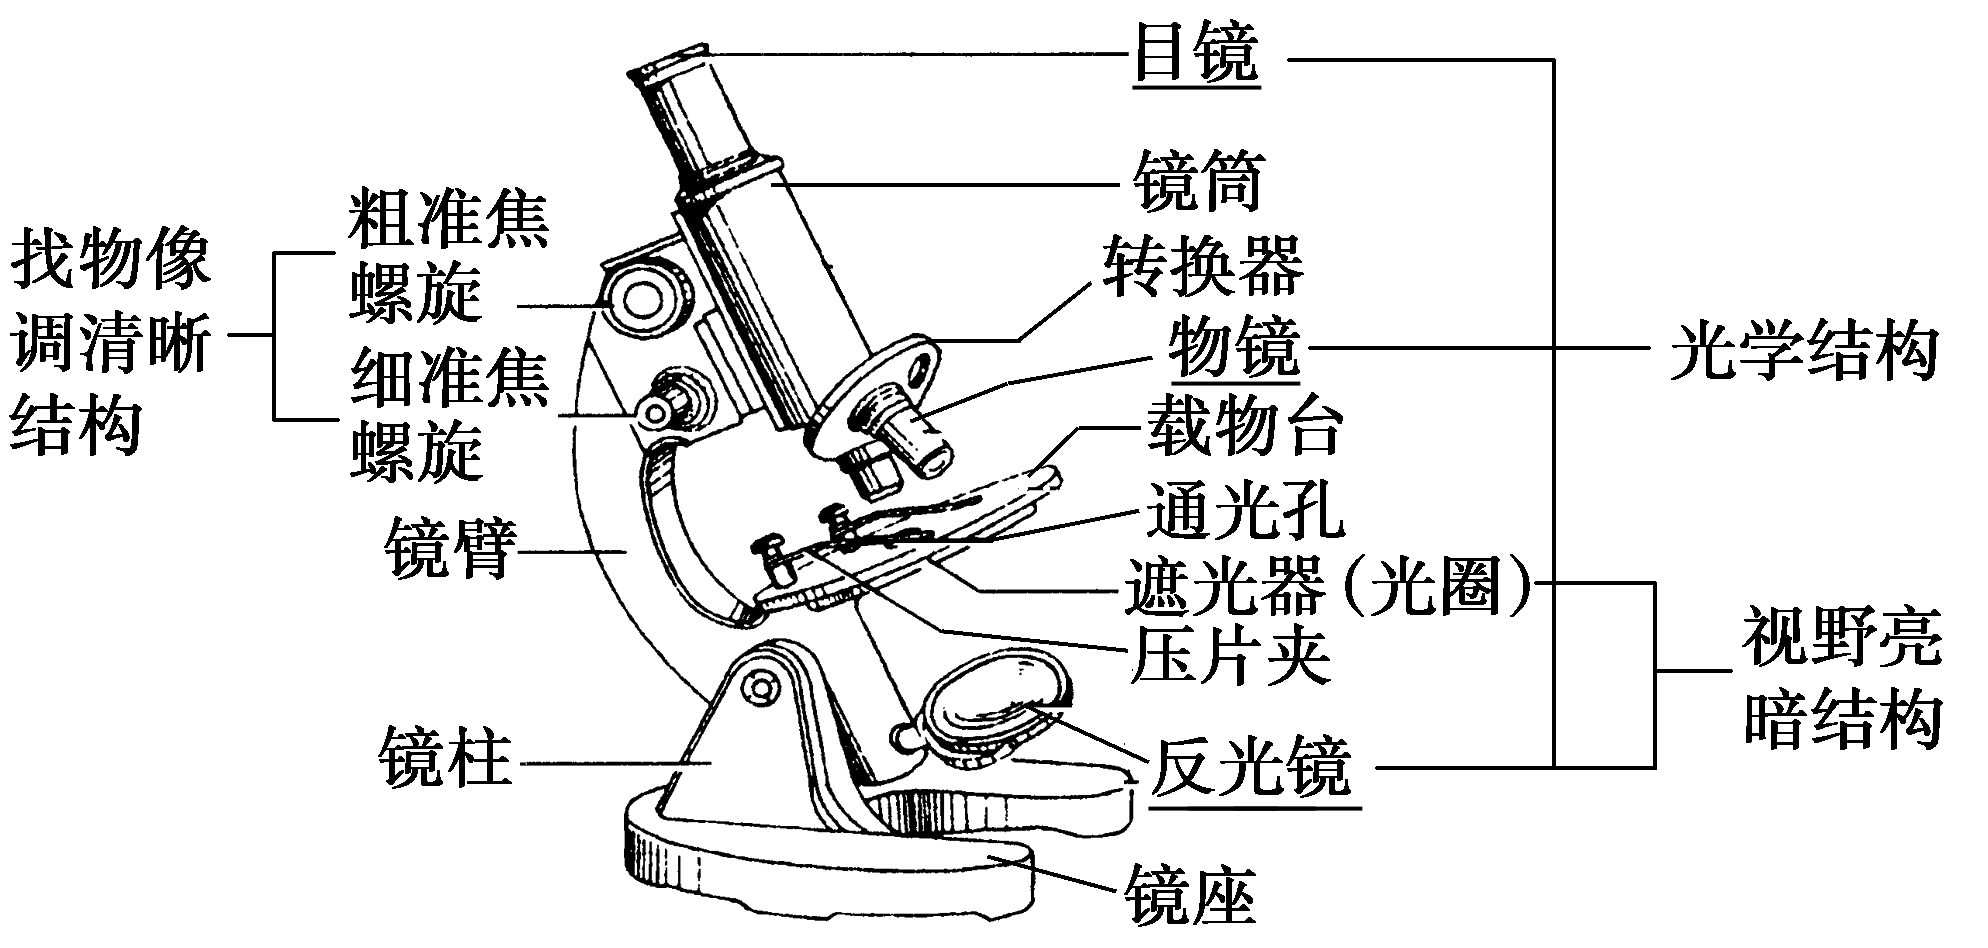 目镜
镜筒
粗准焦
螺旋
找物像
调清晰
结构
转换器
物镜
光学结构
细准焦
螺旋
载物台
通光孔
镜臂
遮光器(光圈)
压片夹
视野亮
暗结构
镜柱
反光镜
镜座